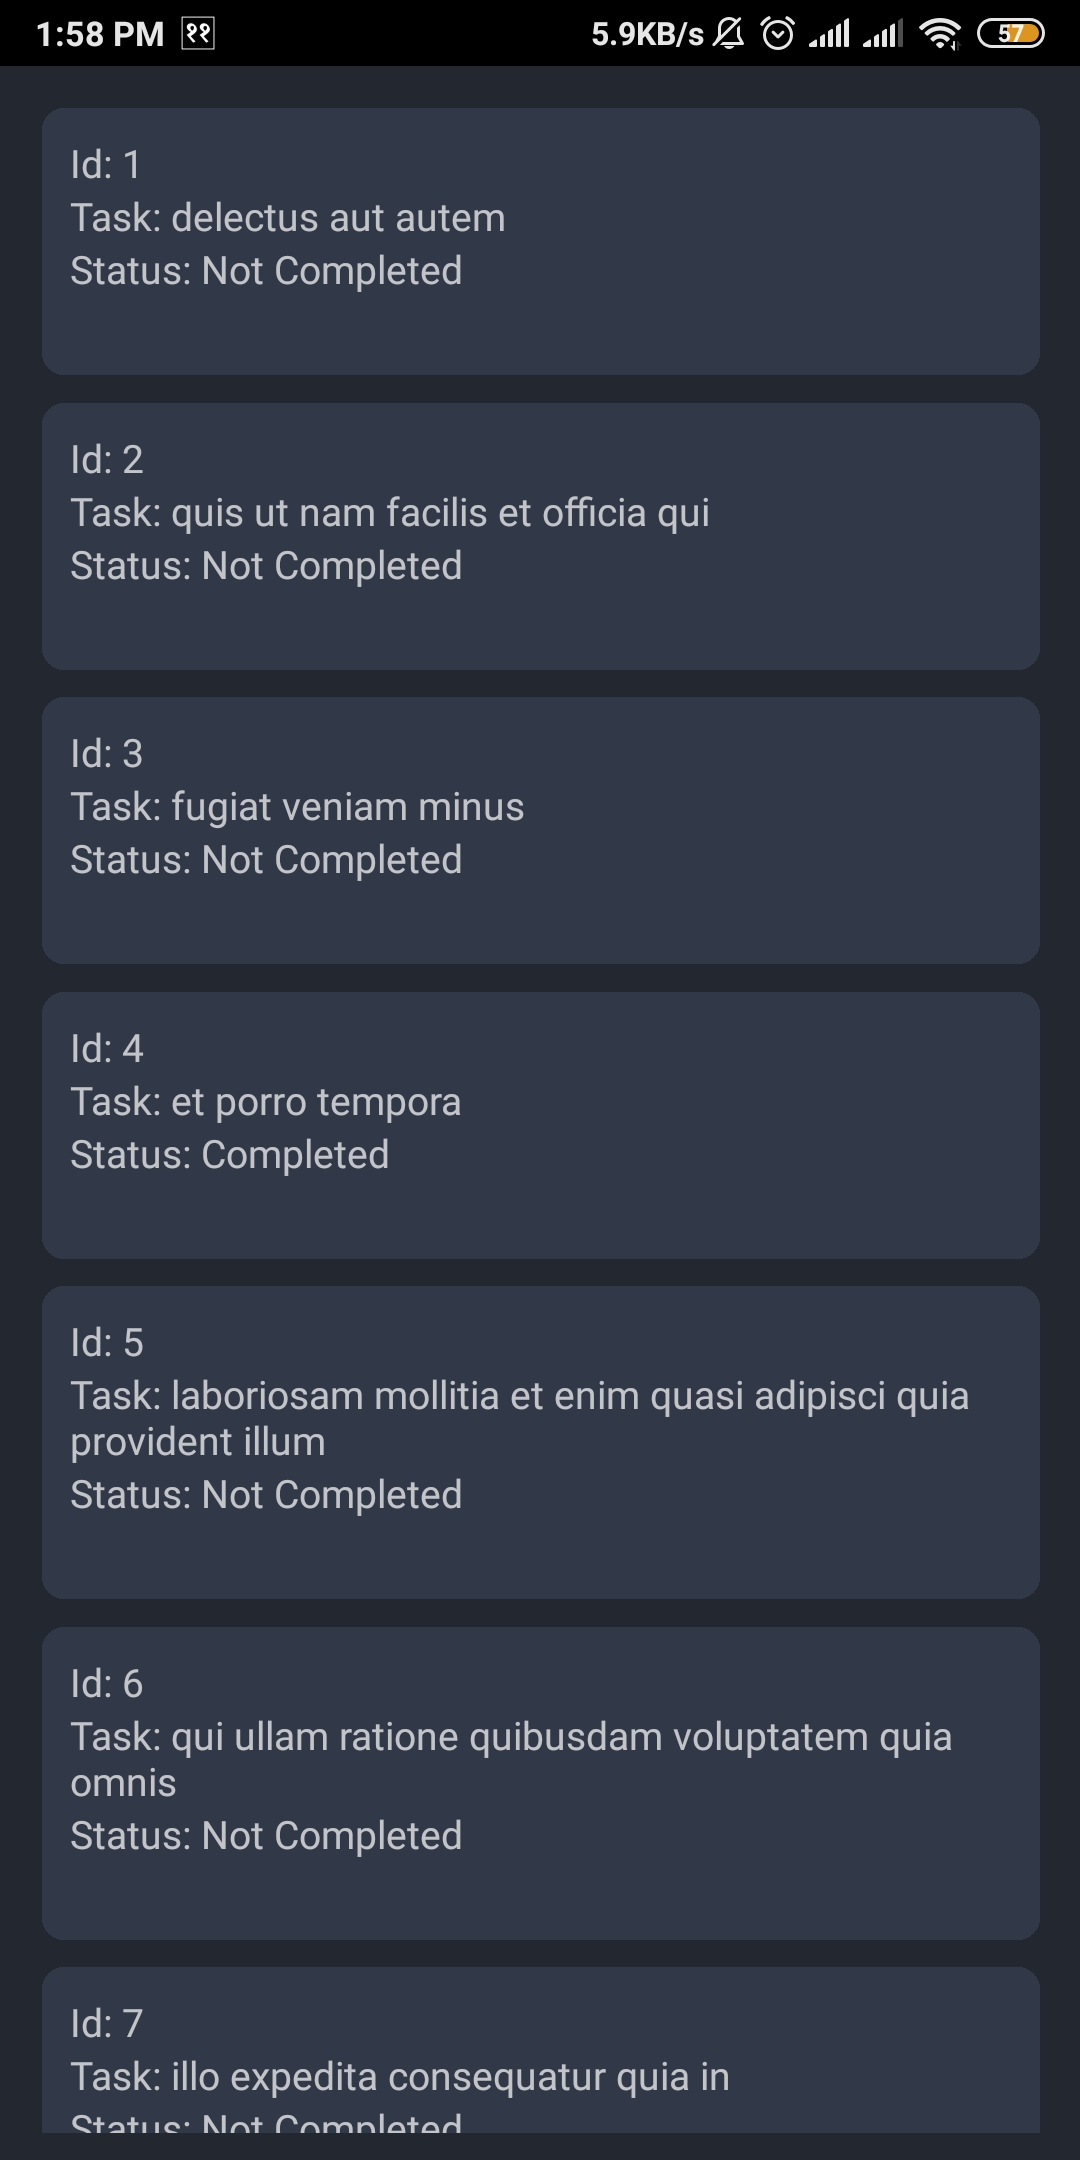 1:58 PM ११ 5.9KB/s 57
Id: 1
Task: delectus aut autem
Status: Not Completed
Id: 2
Task: quis ut nam facilis et officia qui
Status: Not Completed
Id: 3
Task: fugiat veniam minus
Status: Not Completed
Id: 4
Task: et porro tempora
Status: Completed
Id: 5
Task: laboriosam mollitia et enim quasi adipisci quia
provident illum
Status: Not Completed
Id: 6
Task: qui ullam ratione quibusdam voluptatem quia
omnis
Status: Not Completed
Id: 7
Task: illo expedita consequatur quia in
Status: Not Completed